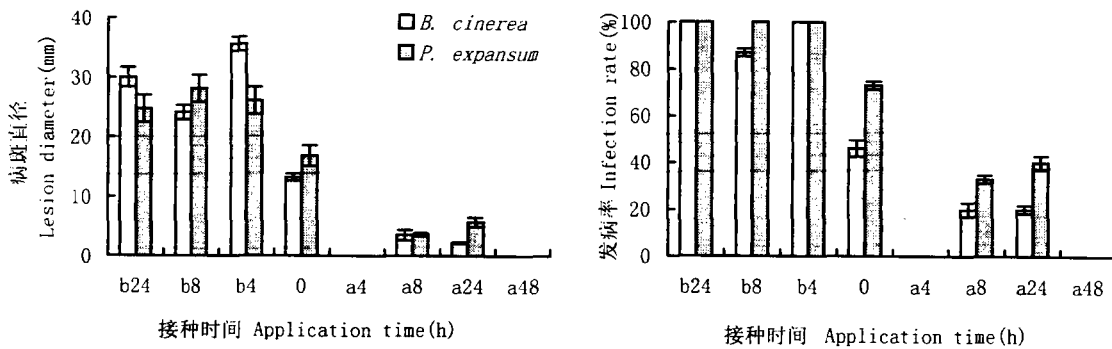 40
30
20
10
0
病斑直径
Lesion diameter(mm)
B. cinerea
P. expansum
b24 b8 b4 0 a4 a8 a24 a48
接种时间 Application time(h)
100
80
60
40
20
0
发病率 Infection rate(%)
b24 b8 b4 0 a4 a8 a24 a48
接种时间 Application time(h)